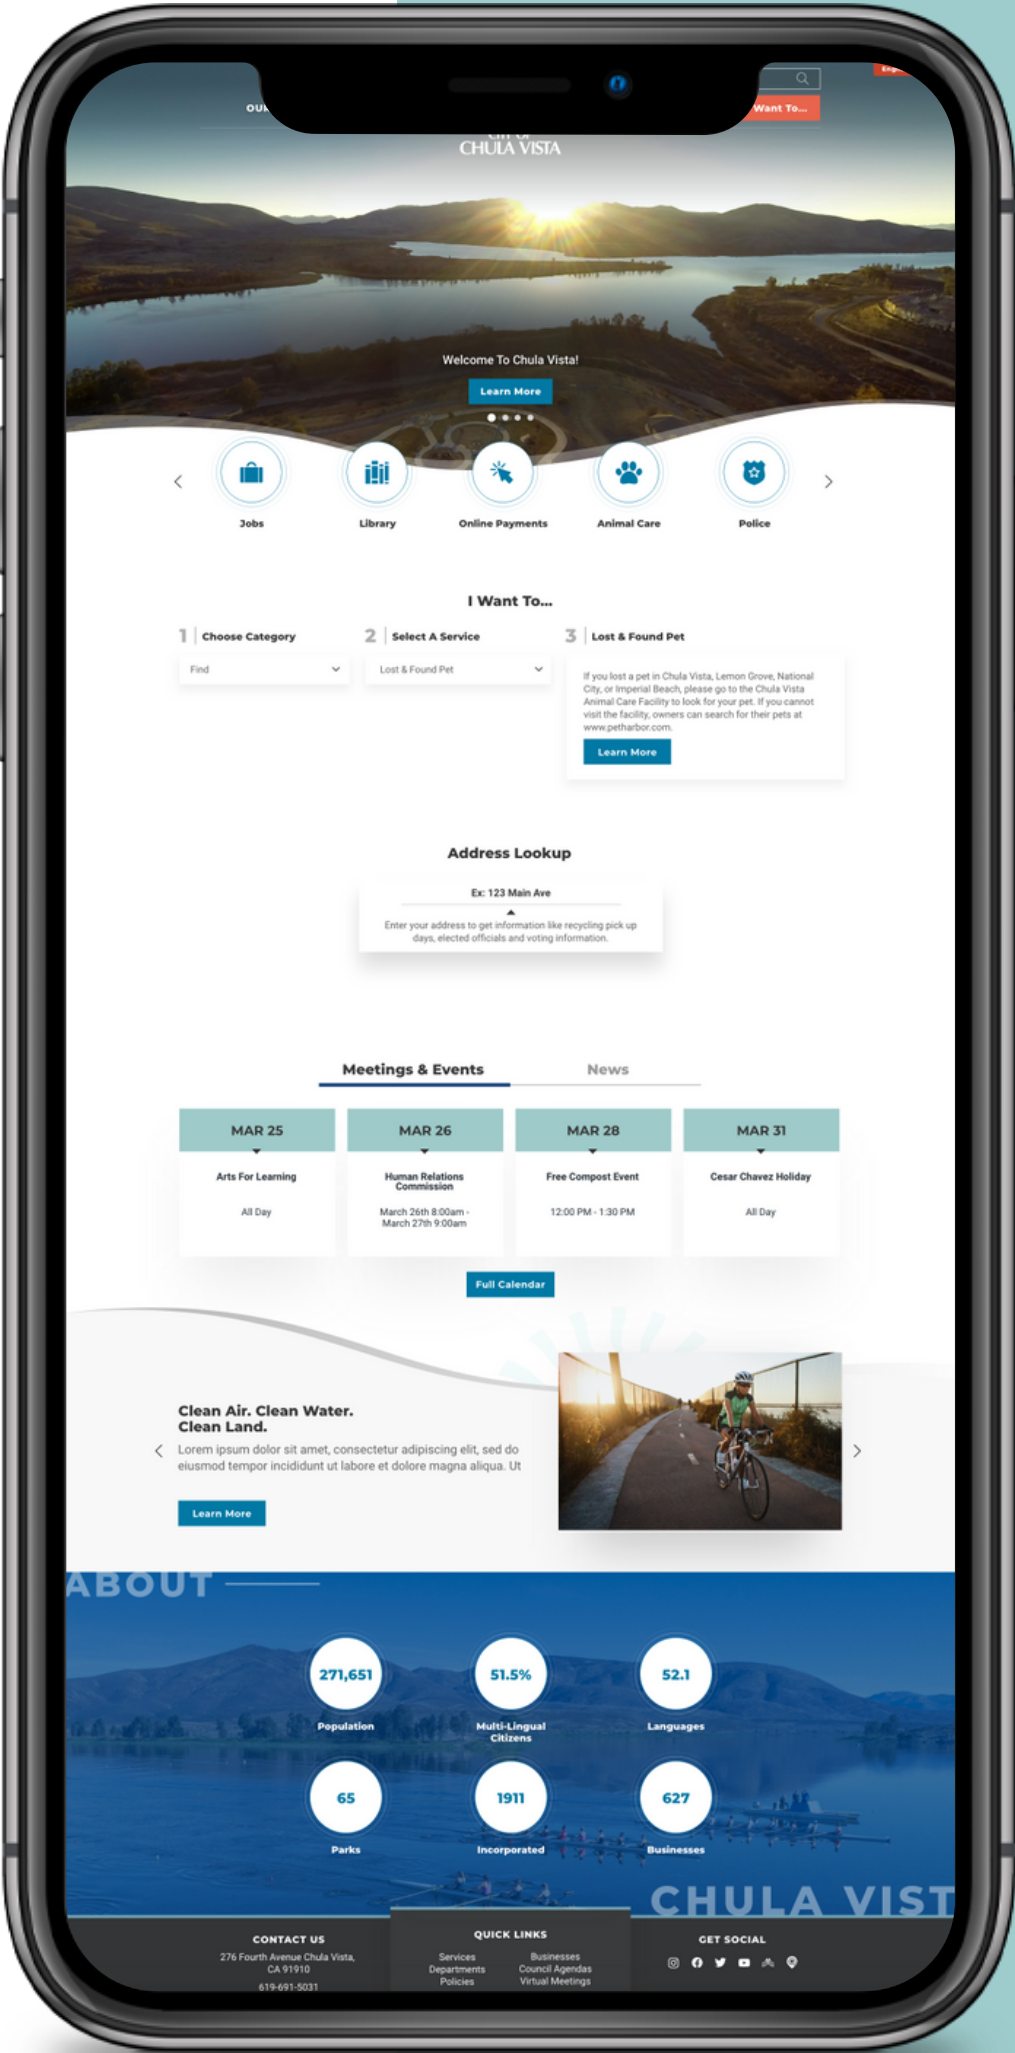 OUR
Want To...
CITY OF
CHULA VISTA
Welcome To Chula Vista!
Learn More
Jobs
Library
Online Payments
Animal Care
Police
I Want To...
1 Choose Category
Find
2 Select A Service
Lost & Found Pet
3 Lost & Found Pet
If you lost a pet in Chula Vista, Lemon Grove, National
City, or Imperial Beach, please go to the Chula Vista
Animal Care Facility to look for your pet. If you cannot
visit the facility, owners can search for their pets at
www.petharbor.com.
Learn More
Address Lookup
Ex: 123 Main Ave
Enter your address to get information like recycling pick up
days, elected officials and voting information.
Meetings & Events
News
MAR 25
Arts For Learning
All Day
MAR 26
Human Relations
Commission
March 26th 8:00am -
March 27th 9:00am
MAR 28
Free Compost Event
12:00 PM - 1:30 PM
MAR 31
Cesar Chavez Holiday
All Day
Full Calendar
Clean Air. Clean Water.
Clean Land.
Lorem ipsum dolor sit amet, consectetur adipiscing elit, sed do
eiusmod tempor incididunt ut labore et dolore magna aliqua. Ut
Learn More
ABOUT
271,651
Population
51.5%
Multi-Lingual
Citizens
52.1
Languages
65
Parks
1911
Incorporated
627
Businesses
CHULA VIST
CONTACT US
276 Fourth Avenue Chula Vista,
CA 91910
619-691-5031
QUICK LINKS
Services
Departments
Policies
Businesses
Council Agendas
Virtual Meetings
GET SOCIAL